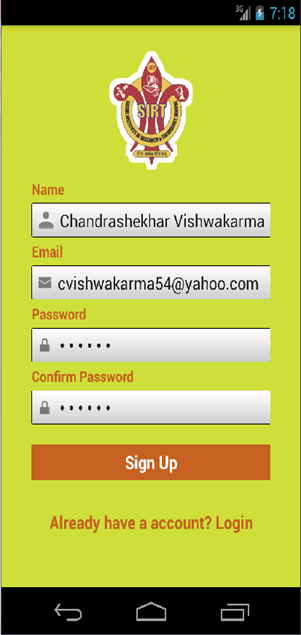 3G 7:18
SIRT
Name
Chandrashekhar Vishwakarma
Email
cvishwakarma54@yahoo.com
Password
••••••
Confirm Password
••••••
Sign Up
Already have a account? Login